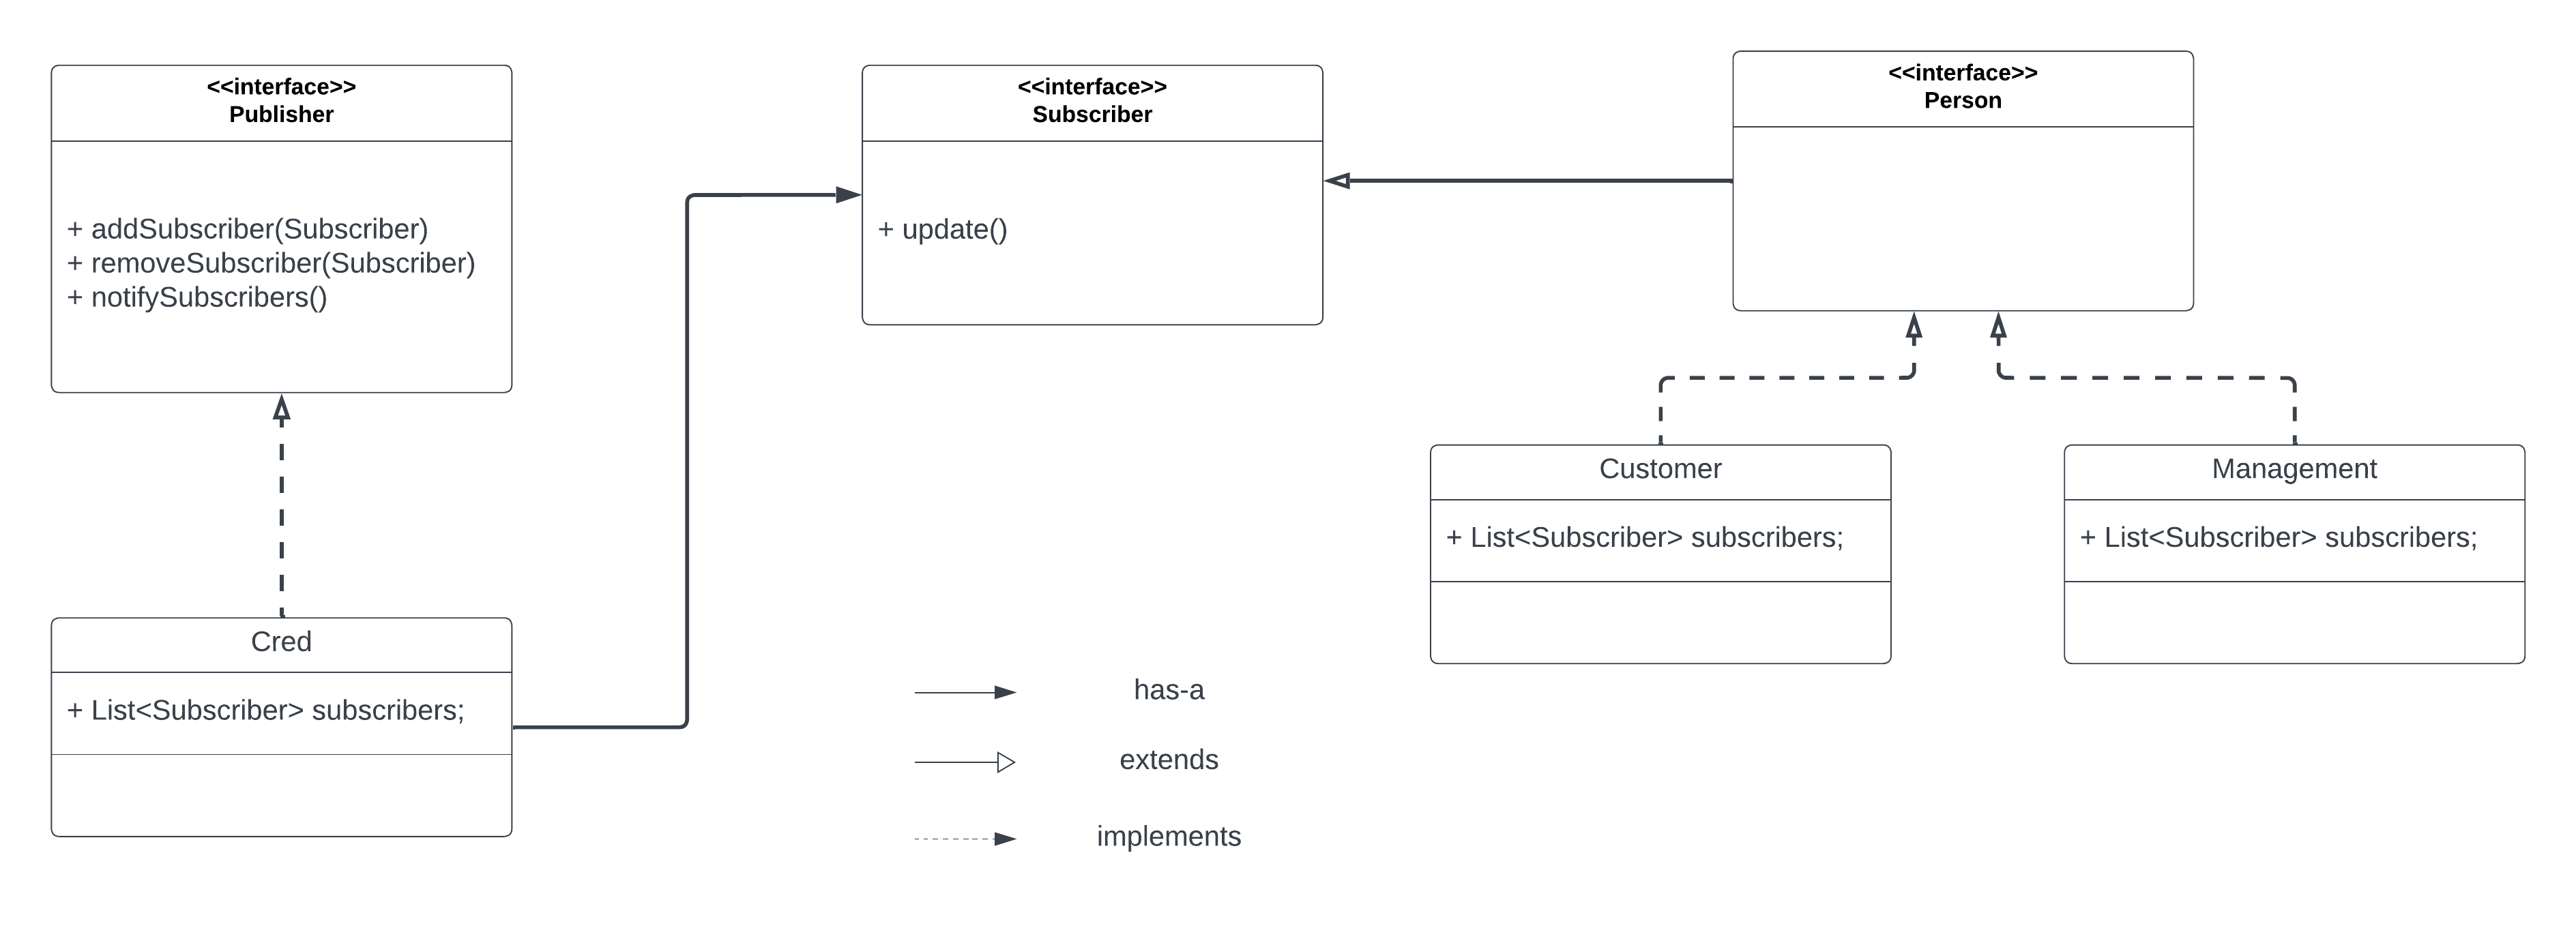 <<interface>>
Publisher
+ addSubscriber(Subscriber)
+ removeSubscriber(Subscriber)
+ notifySubscribers()
<<interface>>
Subscriber
+ update()
<<interface>>
Person
Customer
+ List<Subscriber> subscribers;
Management
+ List<Subscriber> subscribers;
Cred
+ List<Subscriber> subscribers;
has-a
extends
implements